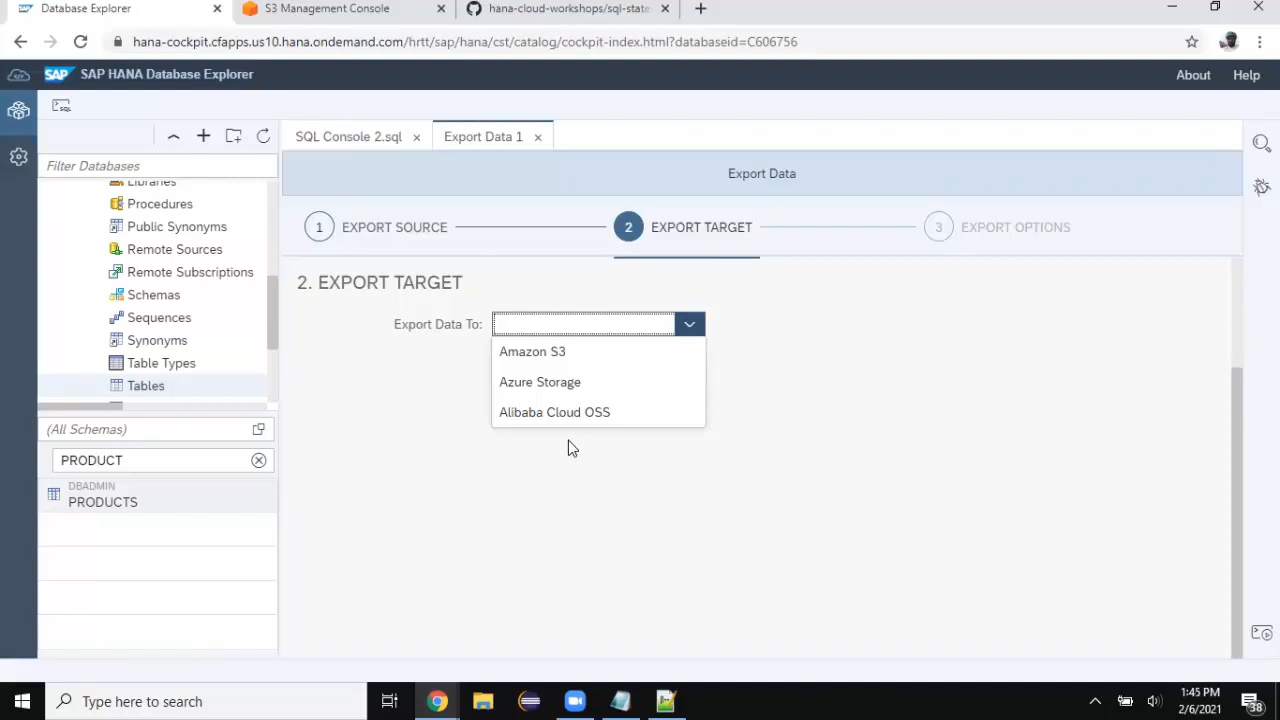 Database Explorer
S3 Management Console
hana-cloud-workshops/sql-state
hana-cockpit.cfapps.us10.hana.ondemand.com/hrtt/sap/hana/cst/catalog/cockpit-index.html?databaseid=C606756
SAP SAP HANA Database Explorer
About Help
SQL Console 2.sql
Export Data 1
Filter Databases
Export Data
Libraries
Procedures
Public Synonyms
Remote Sources
Remote Subscriptions
Schemas
Sequences
Synonyms
Table Types
Tables
1 EXPORT SOURCE
2 EXPORT TARGET
3 EXPORT OPTIONS
2. EXPORT TARGET
Export Data To:
Amazon S3
Azure Storage
Alibaba Cloud OSS
(All Schemas)
PRODUCT
DBADMIN
PRODUCTS
Type here to search
1:45 PM
2/6/2021
38